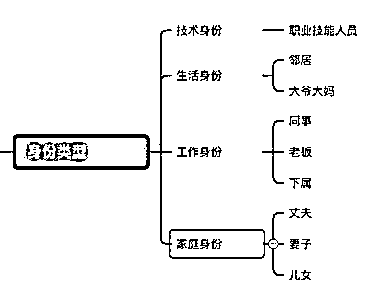 身份类型
技术身份
职业技能人员
生活身份
邻居
大爷大妈
工作身份
同事
老板
下属
家庭身份
丈夫
妻子
儿女